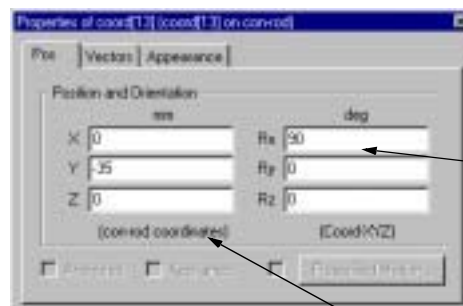 Properties of coord[13] (coord[13] on con-rod)
Pos Vectors Appearance
Position and Orientation
mm deg
X 0 Rx 90
Y -35 Ry 0
Z 0 Rz 0
(con-rod coordinates) (Coord-XYZ)